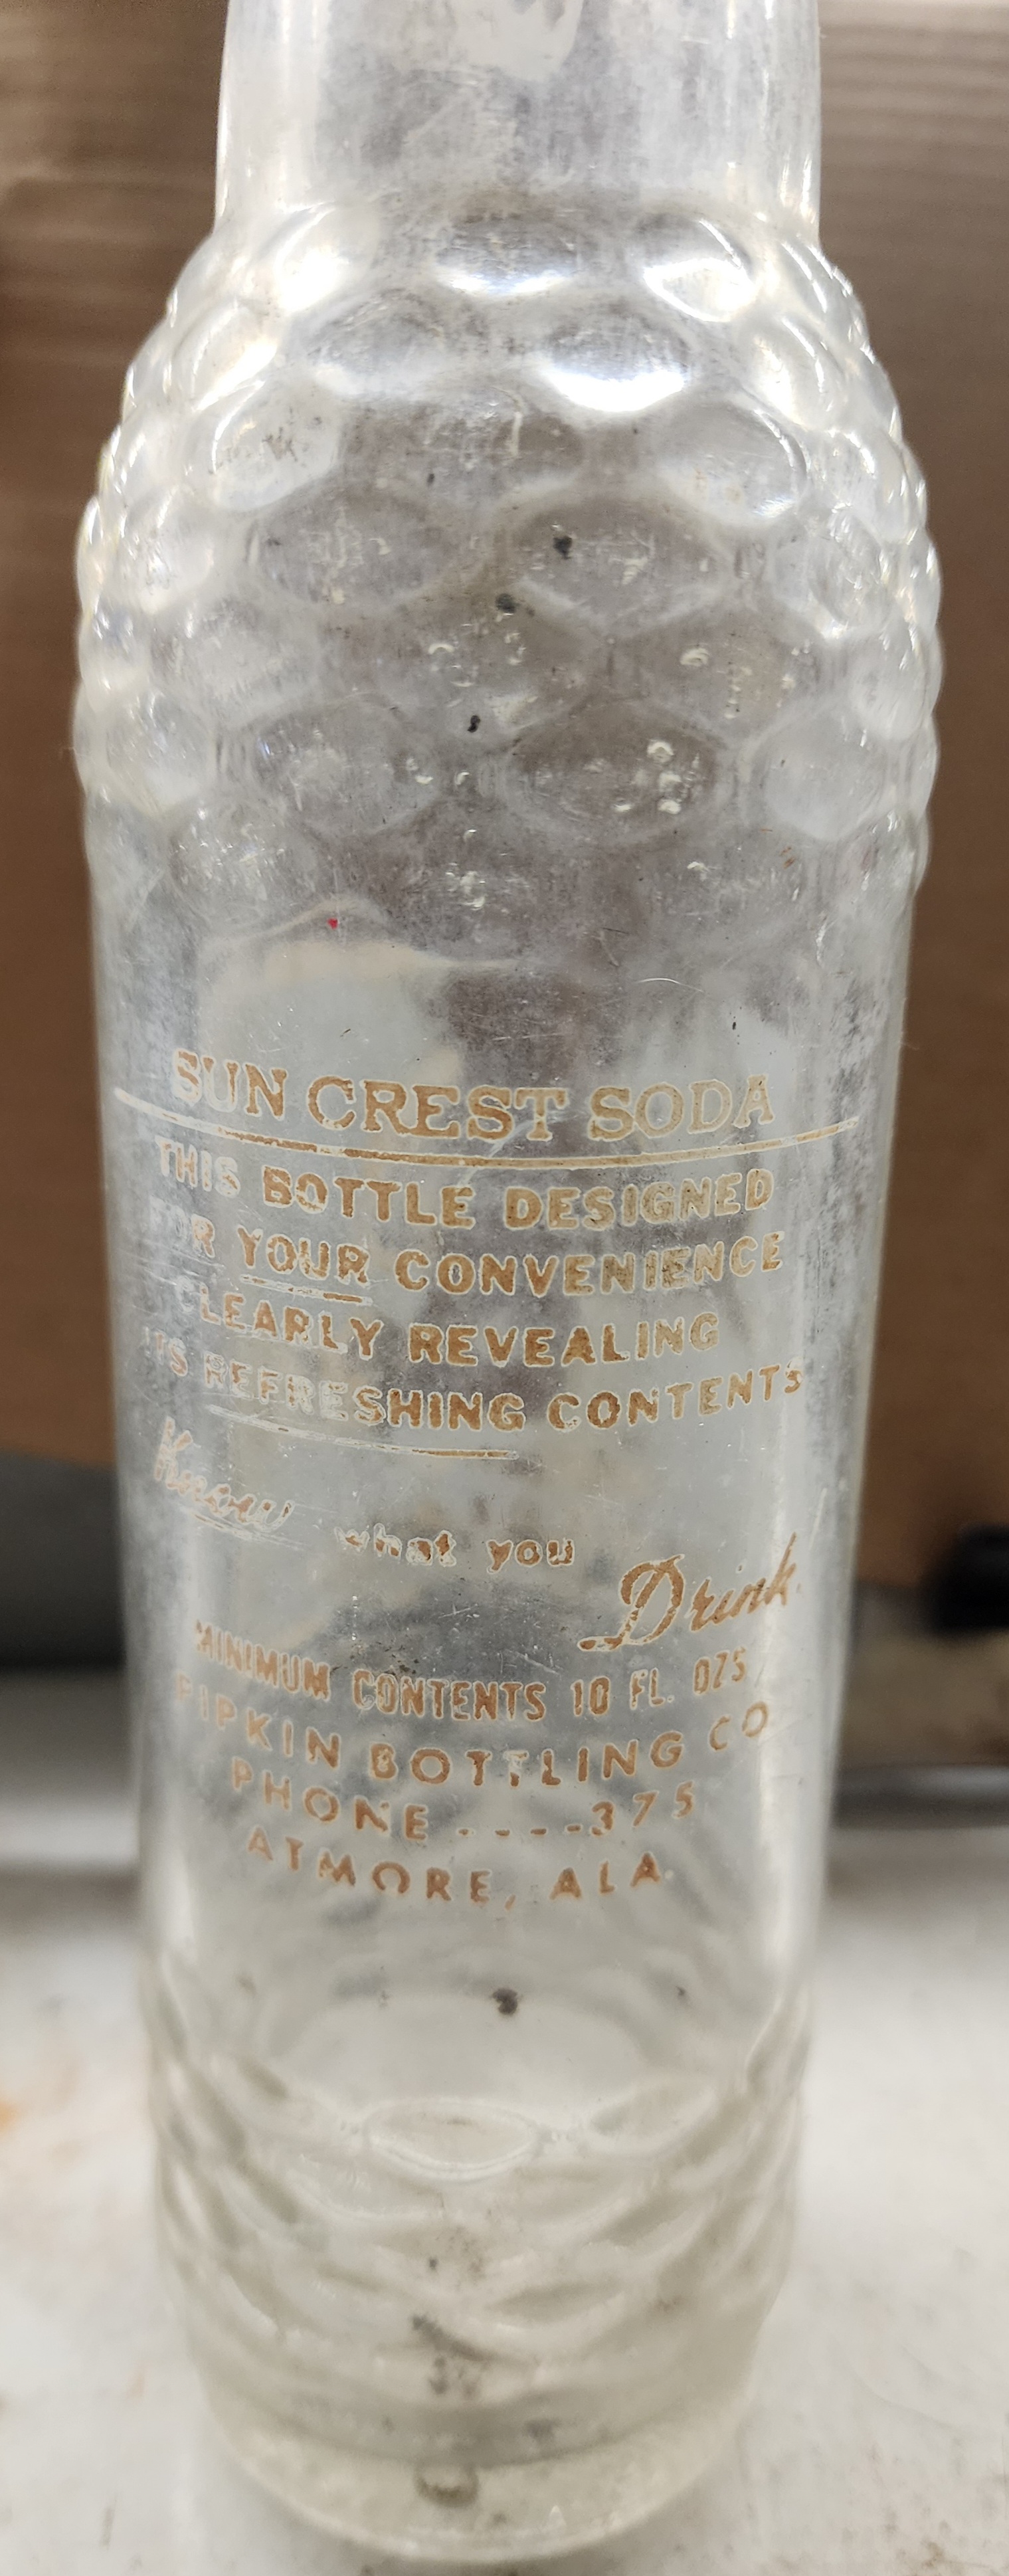 SUN CREST SODA
THIS BOTTLE DESIGNED
FOR YOUR CONVENIENCE
CLEARLY REVEALING
ITS REFRESHING CONTENTS
Know what you
Drink.
MINIMUM CONTENTS 10 FL. OZS.
PIPKIN BOTTLING CO
PHONE ----375
ATMORE, ALA.